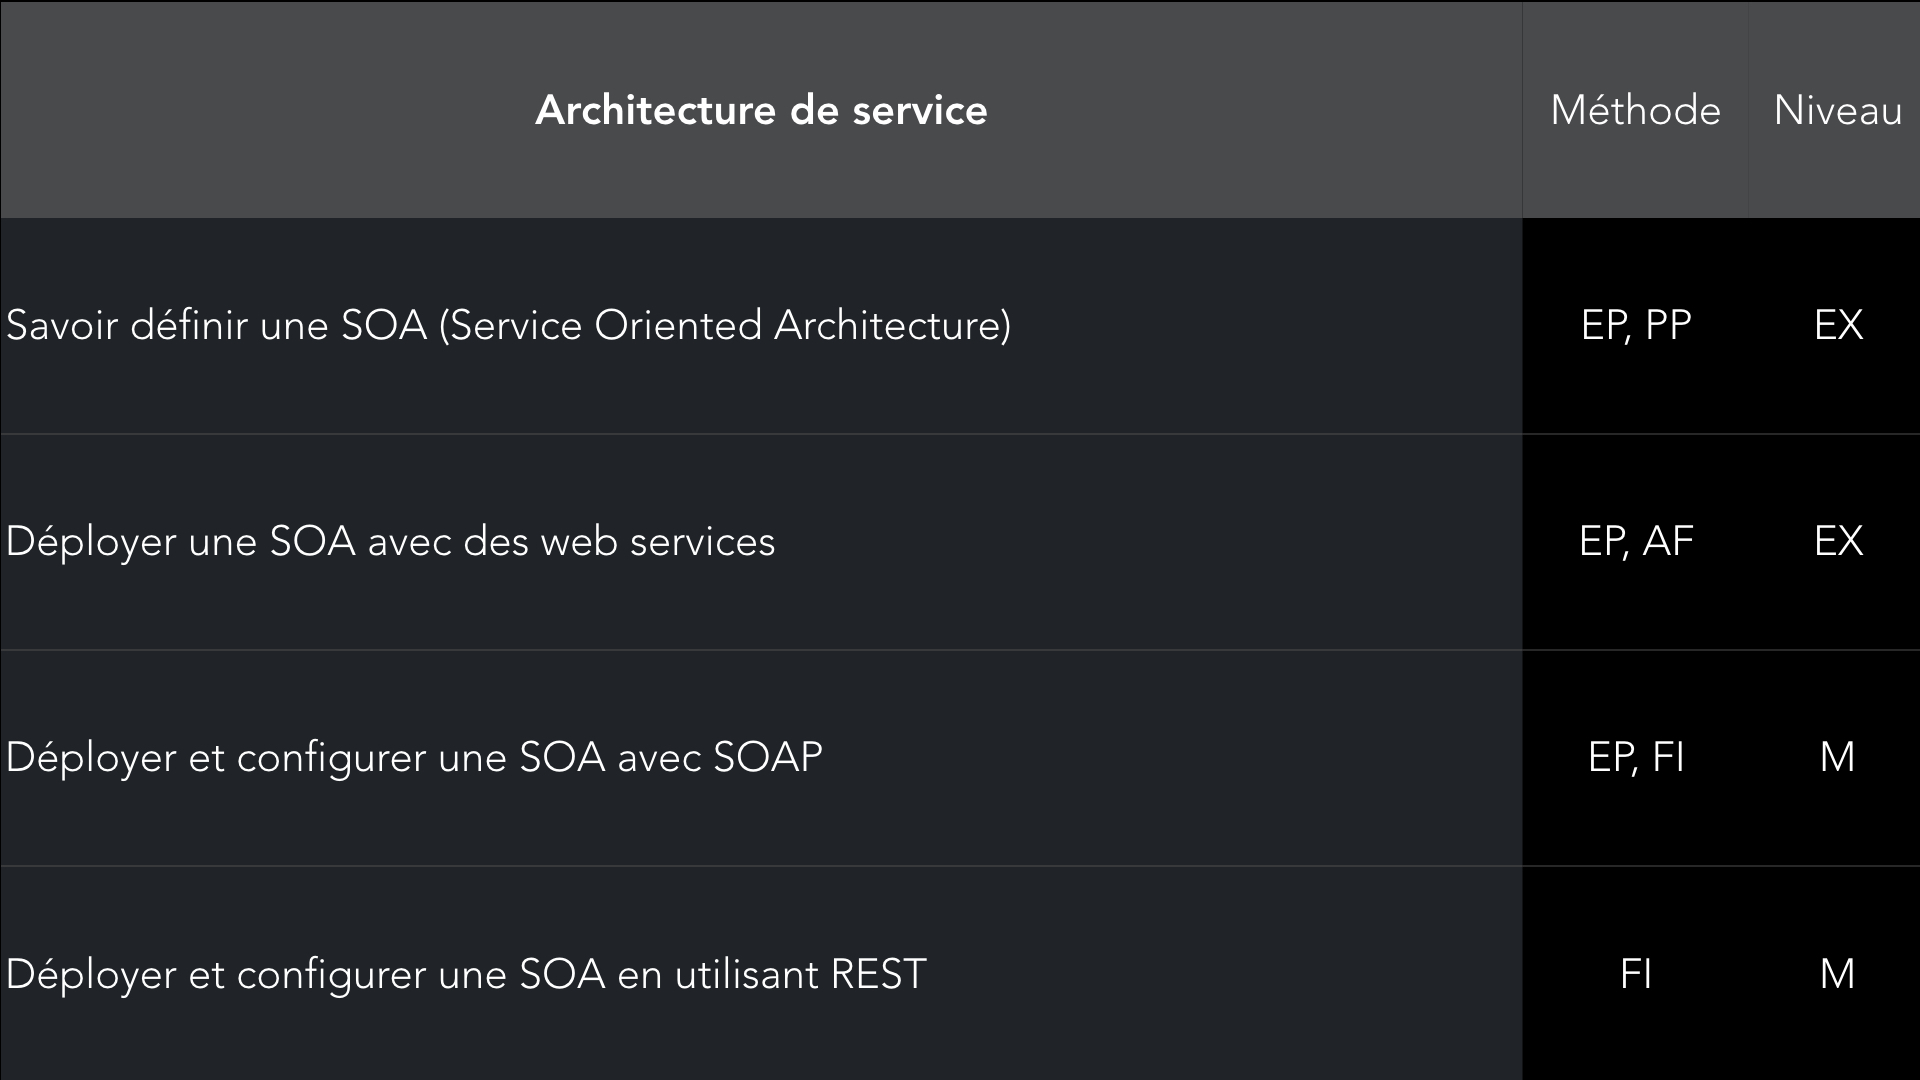 Architecture de service Méthode Niveau
Savoir définir une SOA (Service Oriented Architecture) EP, PP EX
Déployer une SOA avec des web services EP, AF EX
Déployer et configurer une SOA avec SOAP EP, FI M
Déployer et configurer une SOA en utilisant REST FI M